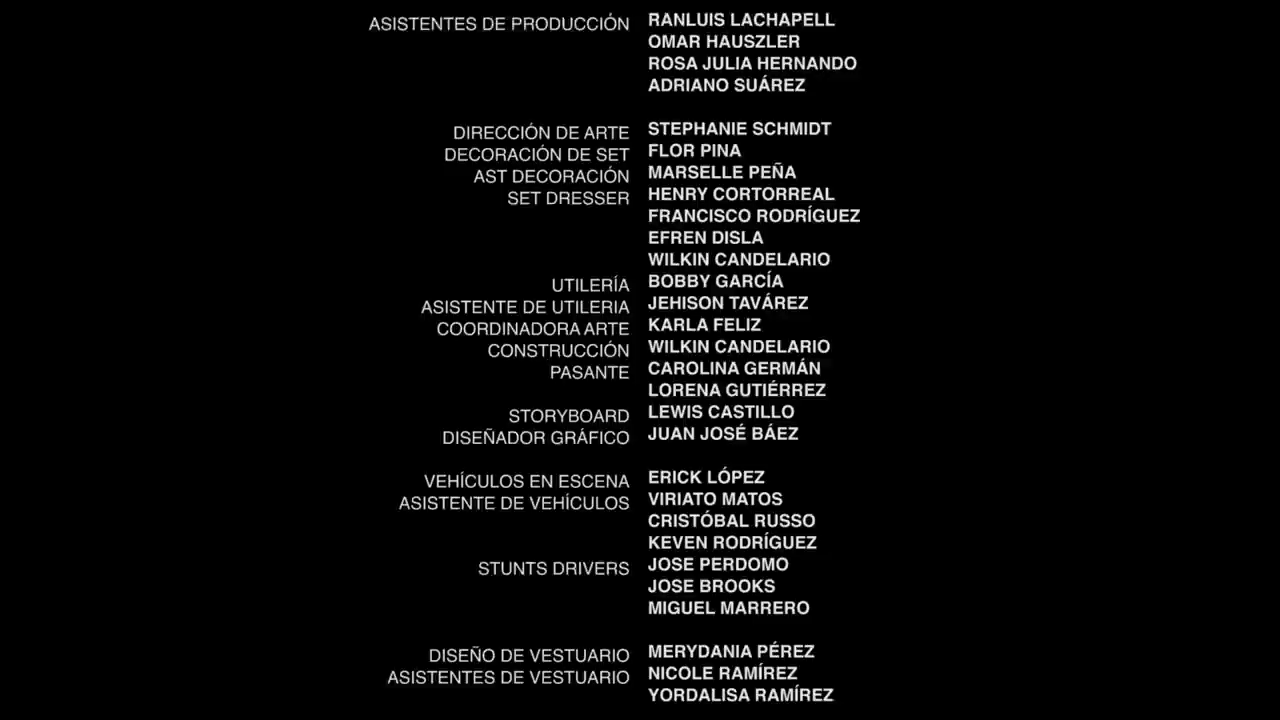 ASISTENTES DE PRODUCCIÓN RANLUIS LACHAPELL
OMAR HAUSZLER
ROSA JULIA HERNANDO
ADRIANO SUÁREZ
DIRECCIÓN DE ARTE STEPHANIE SCHMIDT
DECORACIÓN DE SET FLOR PINA
AST DECORACIÓN MARSELLE PEÑA
SET DRESSER HENRY CORTORREAL
FRANCISCO RODRÍGUEZ
EFREN DISLA
WILKIN CANDELARIO
UTILERÍA BOBBY GARCÍA
ASISTENTE DE UTILERIA JEHISON TAVÁREZ
COORDINADORA ARTE KARLA FELIZ
CONSTRUCCIÓN WILKIN CANDELARIO
PASANTE CAROLINA GERMÁN
LORENA GUTIÉRREZ
STORYBOARD LEWIS CASTILLO
DISEÑADOR GRÁFICO JUAN JOSÉ BÁEZ
VEHÍCULOS EN ESCENA ERICK LÓPEZ
ASISTENTE DE VEHÍCULOS VIRIATO MATOS
CRISTÓBAL RUSSO
KEVEN RODRÍGUEZ
STUNTS DRIVERS JOSE PERDOMO
JOSE BROOKS
MIGUEL MARRERO
DISEÑO DE VESTUARIO MERYDANIA PÉREZ
ASISTENTES DE VESTUARIO NICOLE RAMÍREZ
YORDALISA RAMÍREZ